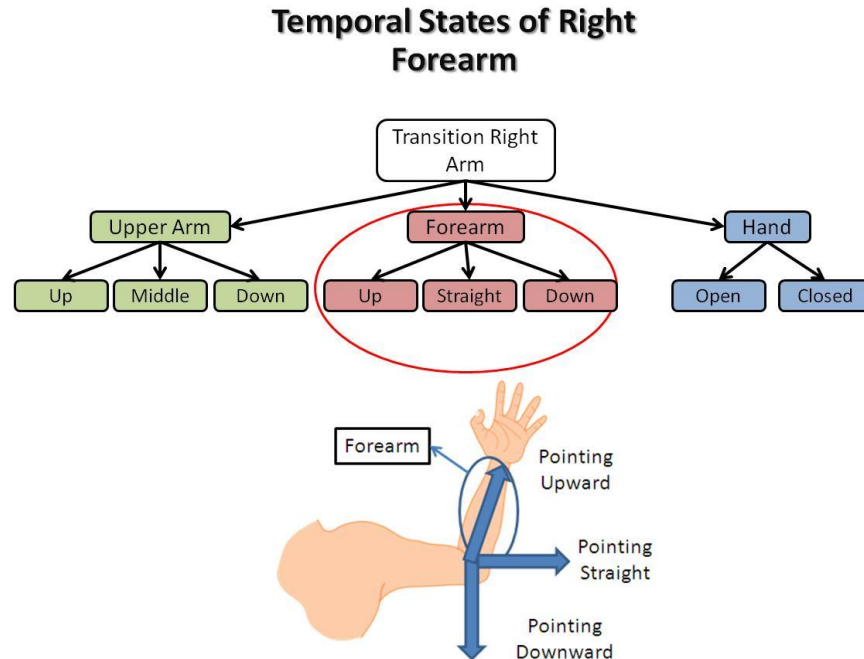 Temporal States of Right
Forearm
Transition Right
Arm
Upper Arm
Forearm
Hand
Up
Middle
Down
Up
Straight
Down
Open
Closed
Forearm
Pointing
Upward
Pointing
Straight
Pointing
Downward